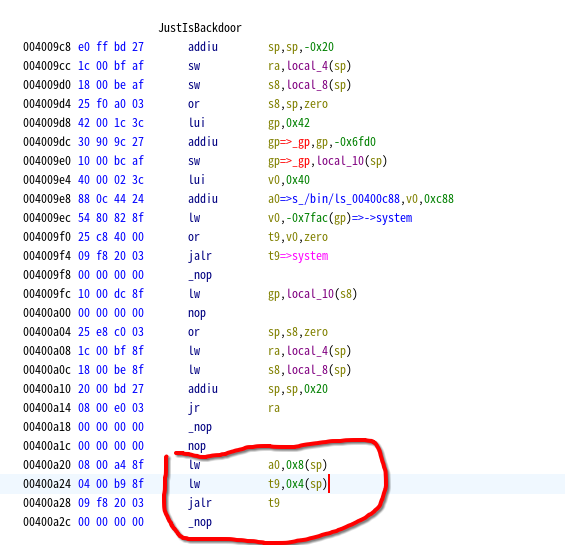 JustIsBackdoor
004009c8 e0 ff bd 27 addiu sp,sp,-0x20
004009cc 1c 00 bf af sw ra,local_4(sp)
004009d0 18 00 be af sw s8,local_8(sp)
004009d4 25 f0 a0 03 or s8,sp,zero
004009d8 42 00 1c 3c lui gp,0x42
004009dc 30 90 9c 27 addiu gp=>_gp,gp,-0x6fd0
004009e0 10 00 bc af sw gp=>_gp,local_10(sp)
004009e4 40 00 02 3c lui v0,0x40
004009e8 88 0c 44 24 addiu a0=>s_/bin/ls_00400c88,v0,0xc88
004009ec 54 80 82 8f lw v0,-0x7fac(gp)=>->system
004009f0 25 c8 40 00 or t9,v0,zero
004009f4 09 f8 20 03 jalr t9=>system
004009f8 00 00 00 00 _nop
004009fc 10 00 dc 8f lw gp,local_10(s8)
00400a00 00 00 00 00 nop
00400a04 25 e8 c0 03 or sp,s8,zero
00400a08 1c 00 bf 8f lw ra,local_4(sp)
00400a0c 18 00 be 8f lw s8,local_8(sp)
00400a10 20 00 bd 27 addiu sp,sp,0x20
00400a14 08 00 e0 03 jr ra
00400a18 00 00 00 00 _nop
00400a1c 00 00 00 00 nop
00400a20 08 00 a4 8f lw a0,0x8(sp)
00400a24 04 00 b9 8f lw t9,0x4(sp)
00400a28 09 f8 20 03 jalr t9
00400a2c 00 00 00 00 _nop